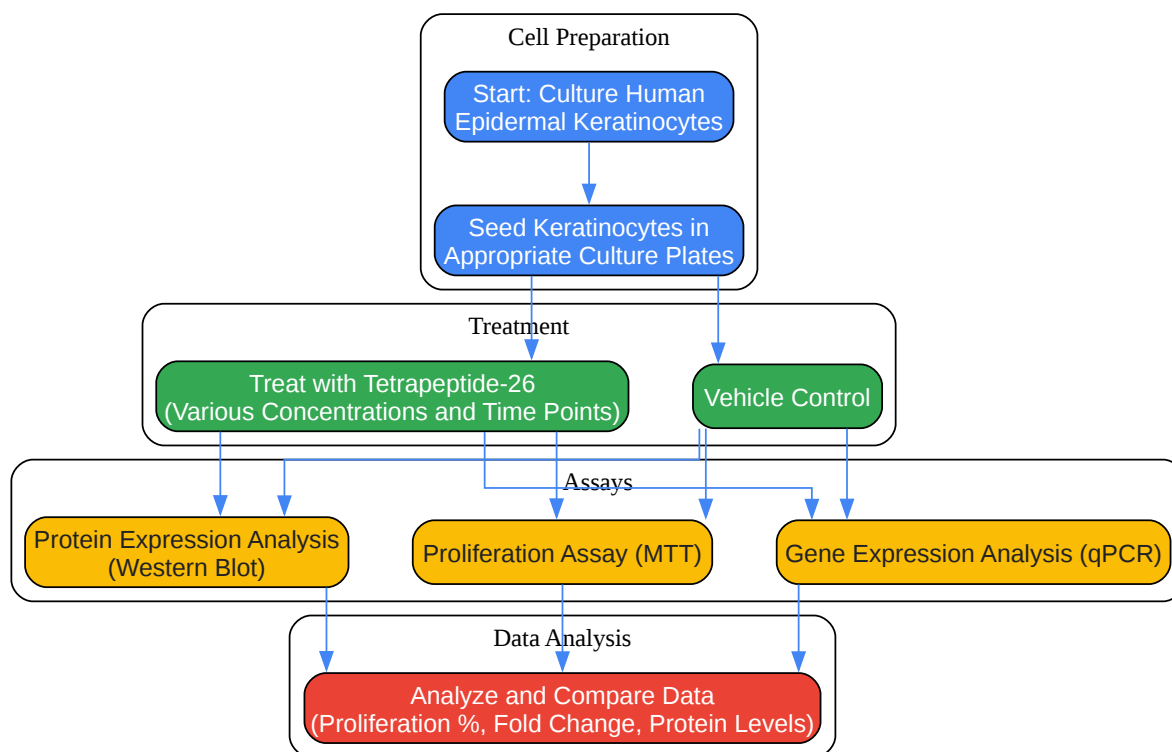 Cell Preparation
Start: Culture Human
Epidermal Keratinocytes
Seed Keratinocytes in
Appropriate Culture Plates
Treatment
Treat with Tetrapeptide-26
(Various Concentrations and Time Points)
Vehicle Control
Assays
Protein Expression Analysis
(Western Blot)
Proliferation Assay (MTT)
Gene Expression Analysis (qPCR)
Data Analysis
Analyze and Compare Data
(Proliferation %, Fold Change, Protein Levels)